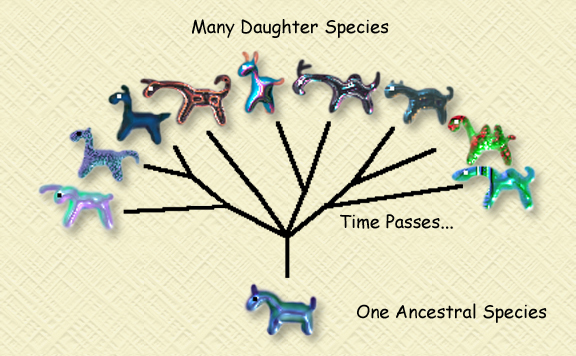 Many Daughter Species
Time Passes...
One Ancestral Species